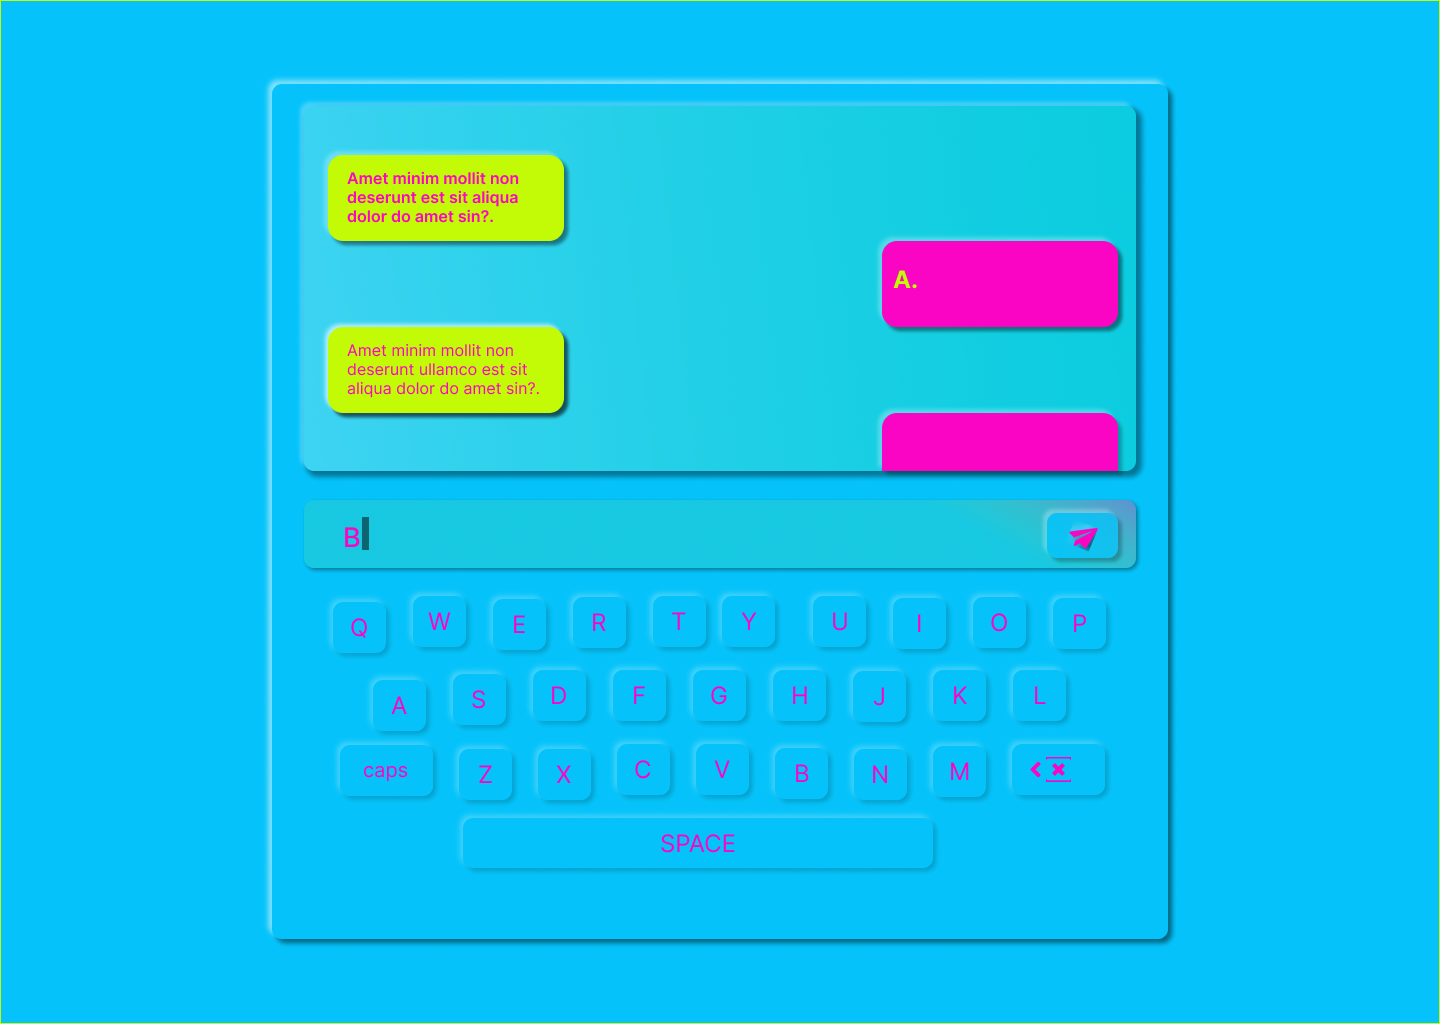 Amet minim mollit non
deserunt est sit aliqua
dolor do amet sin?.
A.
Amet minim mollit non
deserunt ullamco est sit
aliqua dolor do amet sin?.
B
Q W E R T Y U I O P
A S D F G H J K L
caps Z X C V B N M
SPACE